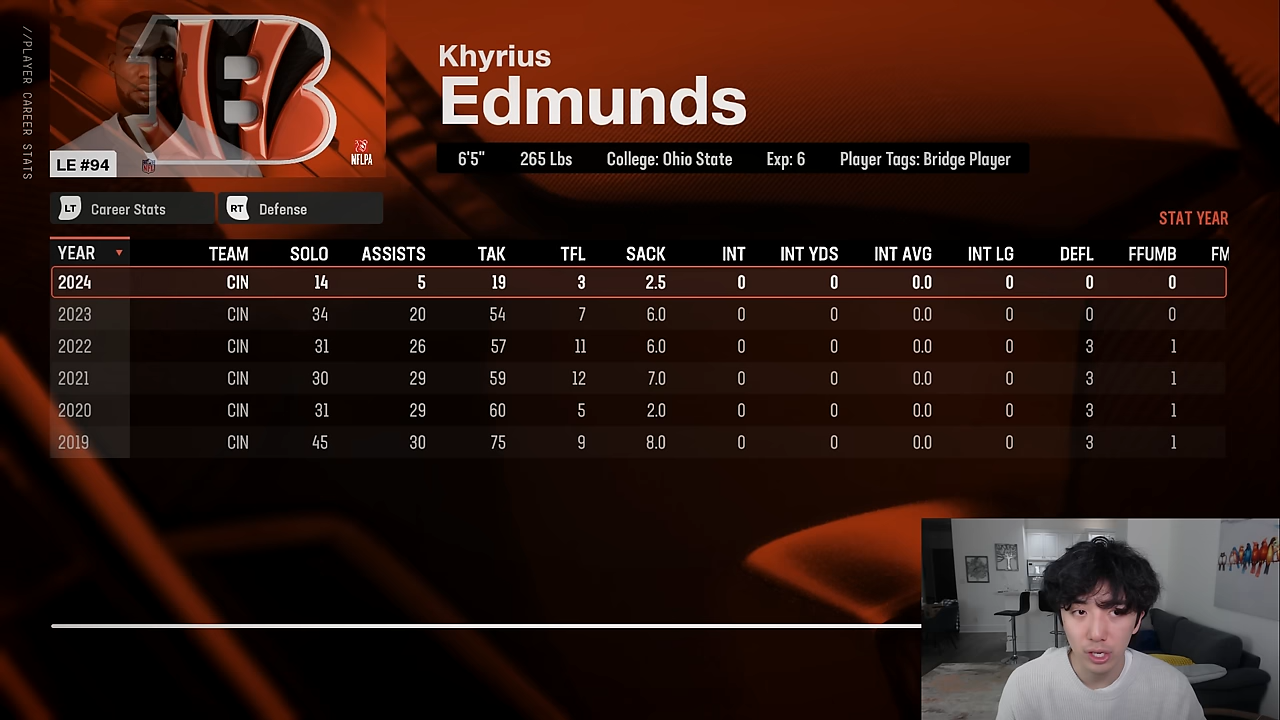 //PLAYER CAREER STATS
Khyrius
Edmunds
LE #94
NFLPA
6'5" 265 Lbs College: Ohio State Exp: 6 Player Tags: Bridge Player
LT Career Stats RT Defense
STAT YEAR
YEAR TEAM SOLO ASSISTS TAK TFL SACK INT INT YDS INT AVG INT LG DEFL FFUMB FM
2024 CIN 14 5 19 3 2.5 0 0 0.0 0 0 0
2023 CIN 34 20 54 7 6.0 0 0 0.0 0 0 0
2022 CIN 31 26 57 11 6.0 0 0 0.0 0 3 1
2021 CIN 30 29 59 12 7.0 0 0 0.0 0 3 1
2020 CIN 31 29 60 5 2.0 0 0 0.0 0 3 1
2019 CIN 45 30 75 9 8.0 0 0 0.0 0 3 1